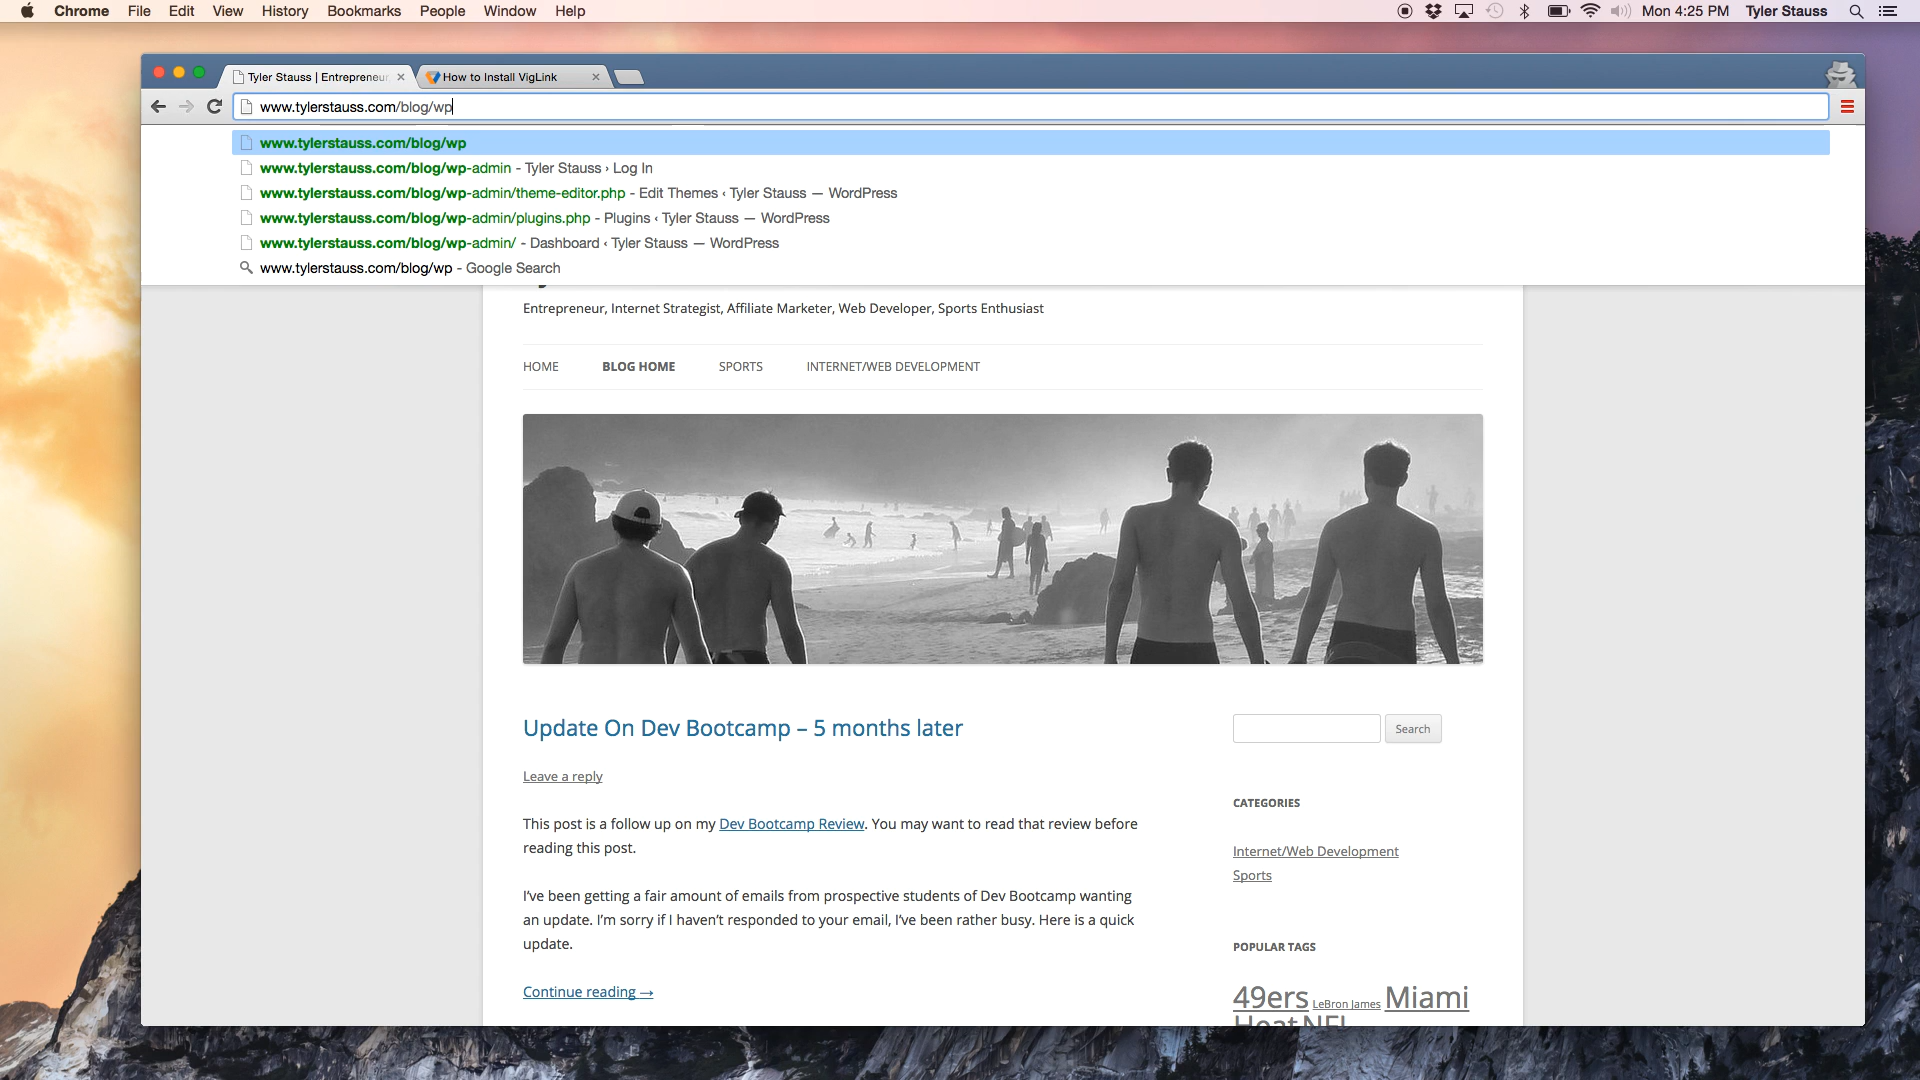 Chrome File Edit View History Bookmarks People Window Help Mon 4:25 PM Tyler Stauss
Tyler Stauss | Entrepreneur, How to Install VigLink
www.tylerstauss.com/blog/wp
www.tylerstauss.com/blog/wp
www.tylerstauss.com/blog/wp-admin - Tyler Stauss › Log In
www.tylerstauss.com/blog/wp-admin/theme-editor.php - Edit Themes ‹ Tyler Stauss — WordPress
www.tylerstauss.com/blog/wp-admin/plugins.php - Plugins ‹ Tyler Stauss — WordPress
www.tylerstauss.com/blog/wp-admin/ - Dashboard ‹ Tyler Stauss — WordPress
www.tylerstauss.com/blog/wp - Google Search
Entrepreneur, Internet Strategist, Affiliate Marketer, Web Developer, Sports Enthusiast
HOME BLOG HOME SPORTS INTERNET/WEB DEVELOPMENT
Update On Dev Bootcamp – 5 months later
Leave a reply
This post is a follow up on my Dev Bootcamp Review. You may want to read that review before
reading this post.
I've been getting a fair amount of emails from prospective students of Dev Bootcamp wanting
an update. I'm sorry if I haven't responded to your email, I've been rather busy. Here is a quick
update.
Continue reading →
Search
CATEGORIES
Internet/Web Development
Sports
POPULAR TAGS
49ers LeBron James Miami
Heat NFL